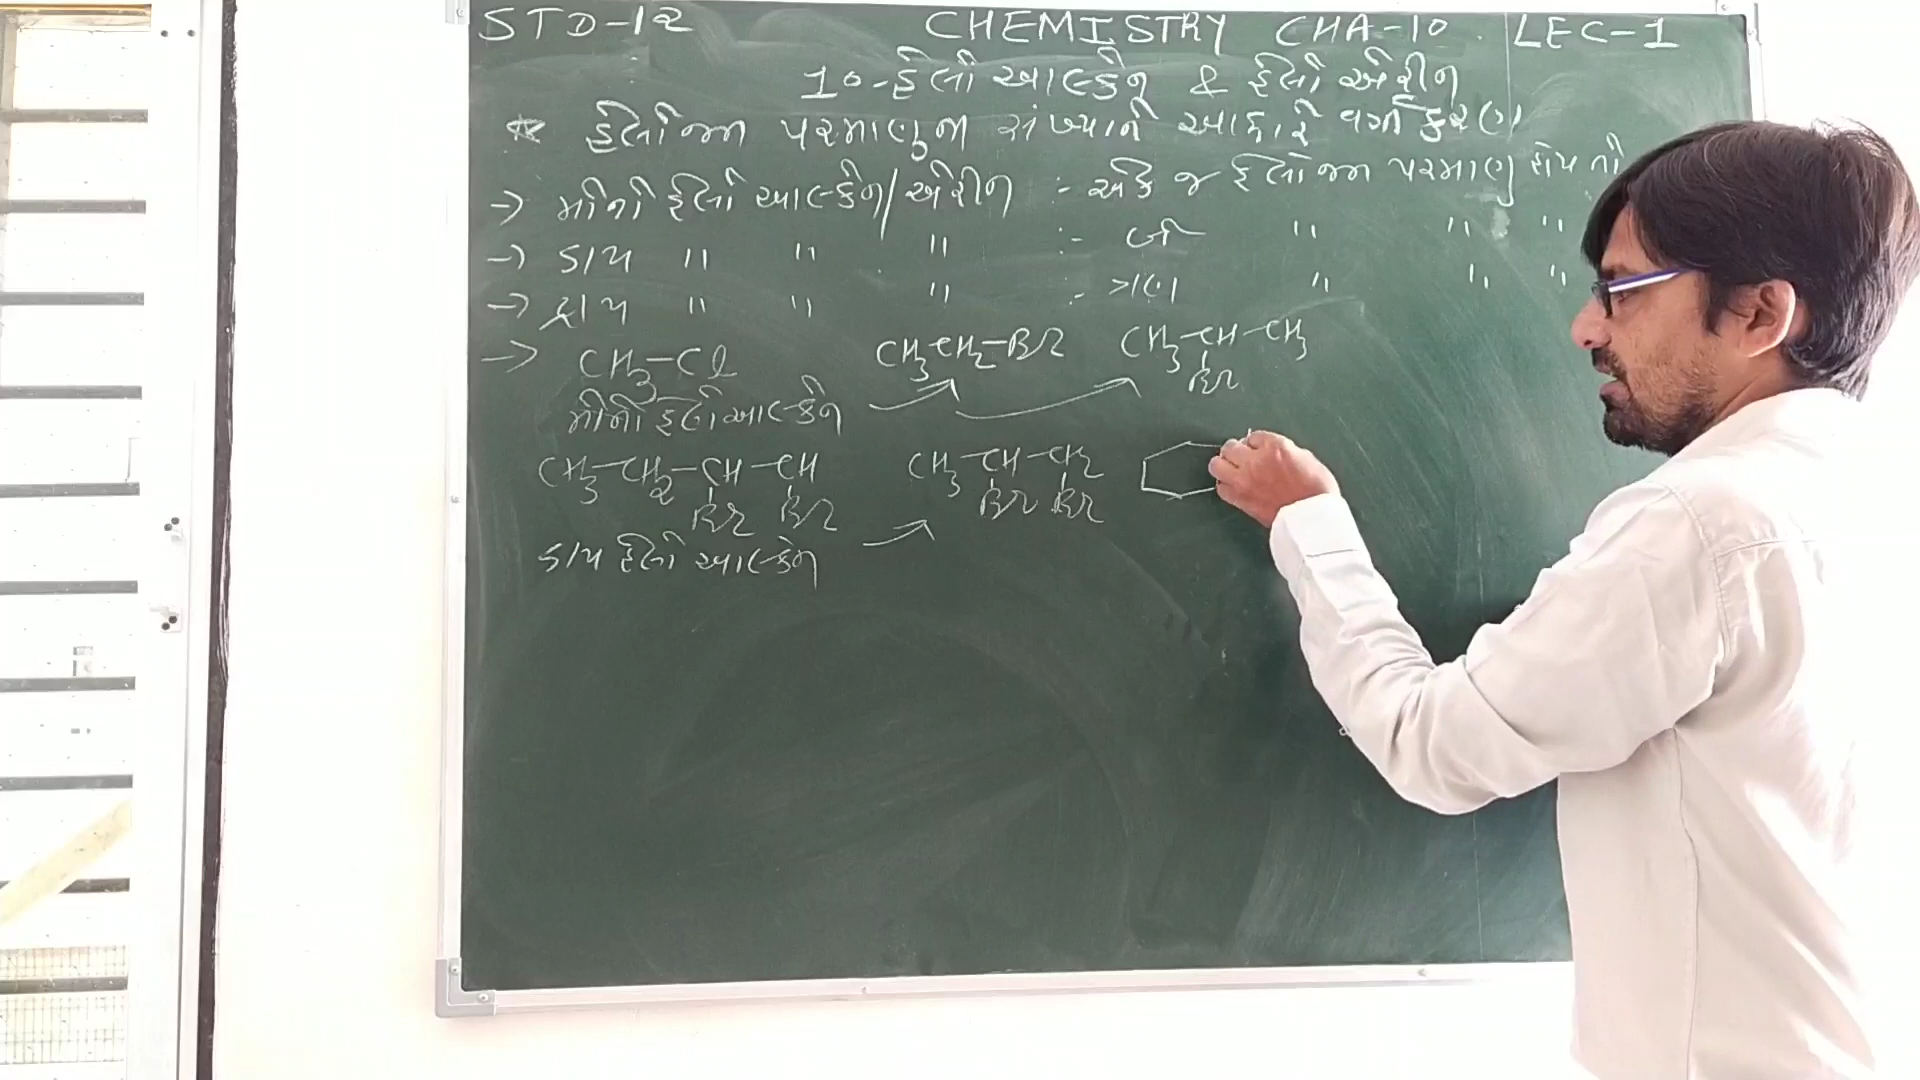 STD-12 CHEMISTRY CHA-10 LEC-1
10-હેલો આલ્કેન & હેલો એરીન
* હેલોજન પરમાણુના સંખ્યાને આધારે વર્ગીકરણ
→ મોનો હેલો આલ્કેન/એરીન :- એક જ હેલોજન પરમાણુ હોય તો
→ ડાય " " " :- બે " " "
→ ટ્રાય " " " :- ત્રણ " " "
→ CH3-Cl CH3CH2-Br CH3-CH-CH3
Br
મોનો હેલોઆલ્કેન
CH3-CH2-CH-CH CH3-CH-CH2
Br Br Br Br
ડાય હેલો આલ્કેન